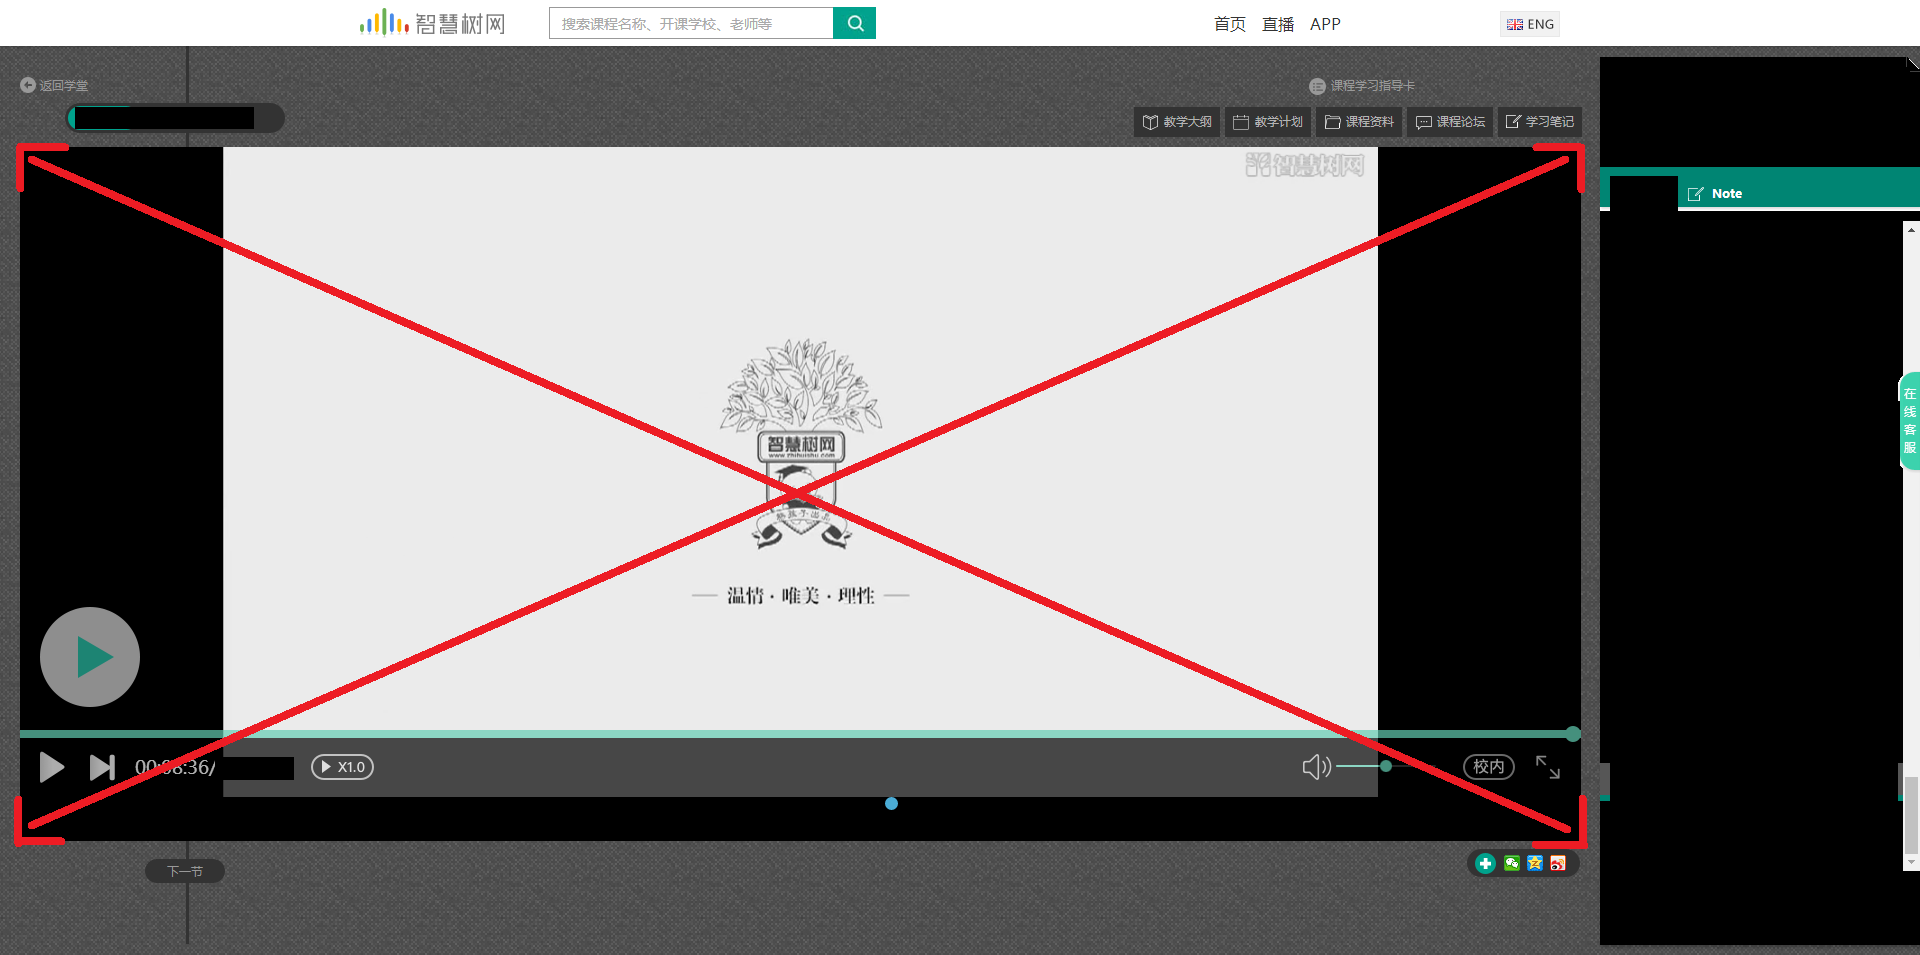 智慧树网
搜索课程名称、开课学校、老师等
首页 直播 APP
ENG
返回学堂
课程学习指导卡
教学大纲 教学计划 课程资料 课程论坛 学习笔记
智慧树网
Note
智慧树网
www.zhihuishu.com
温情·唯美·理性
在线客服
00:08:36/
X1.0
校内
下一节